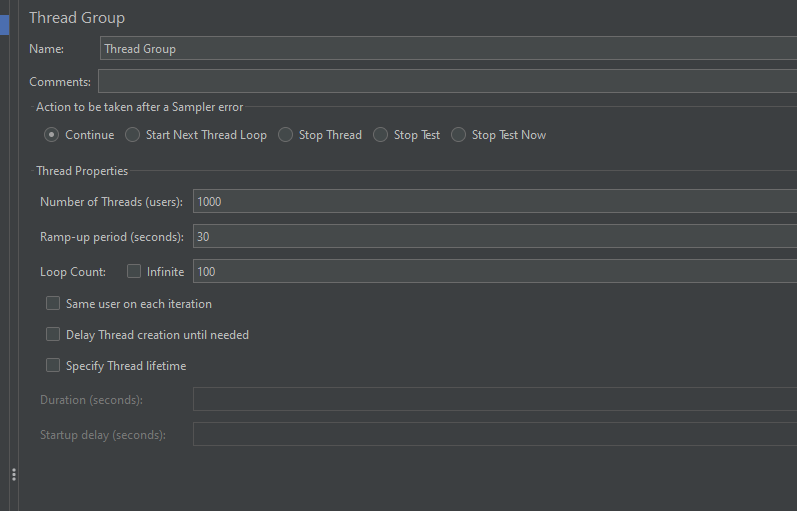 Thread Group
Name: Thread Group
Comments:
Action to be taken after a Sampler error
Continue Start Next Thread Loop Stop Thread Stop Test Stop Test Now
Thread Properties
Number of Threads (users): 1000
Ramp-up period (seconds): 30
Loop Count: Infinite 100
Same user on each iteration
Delay Thread creation until needed
Specify Thread lifetime
Duration (seconds):
Startup delay (seconds):